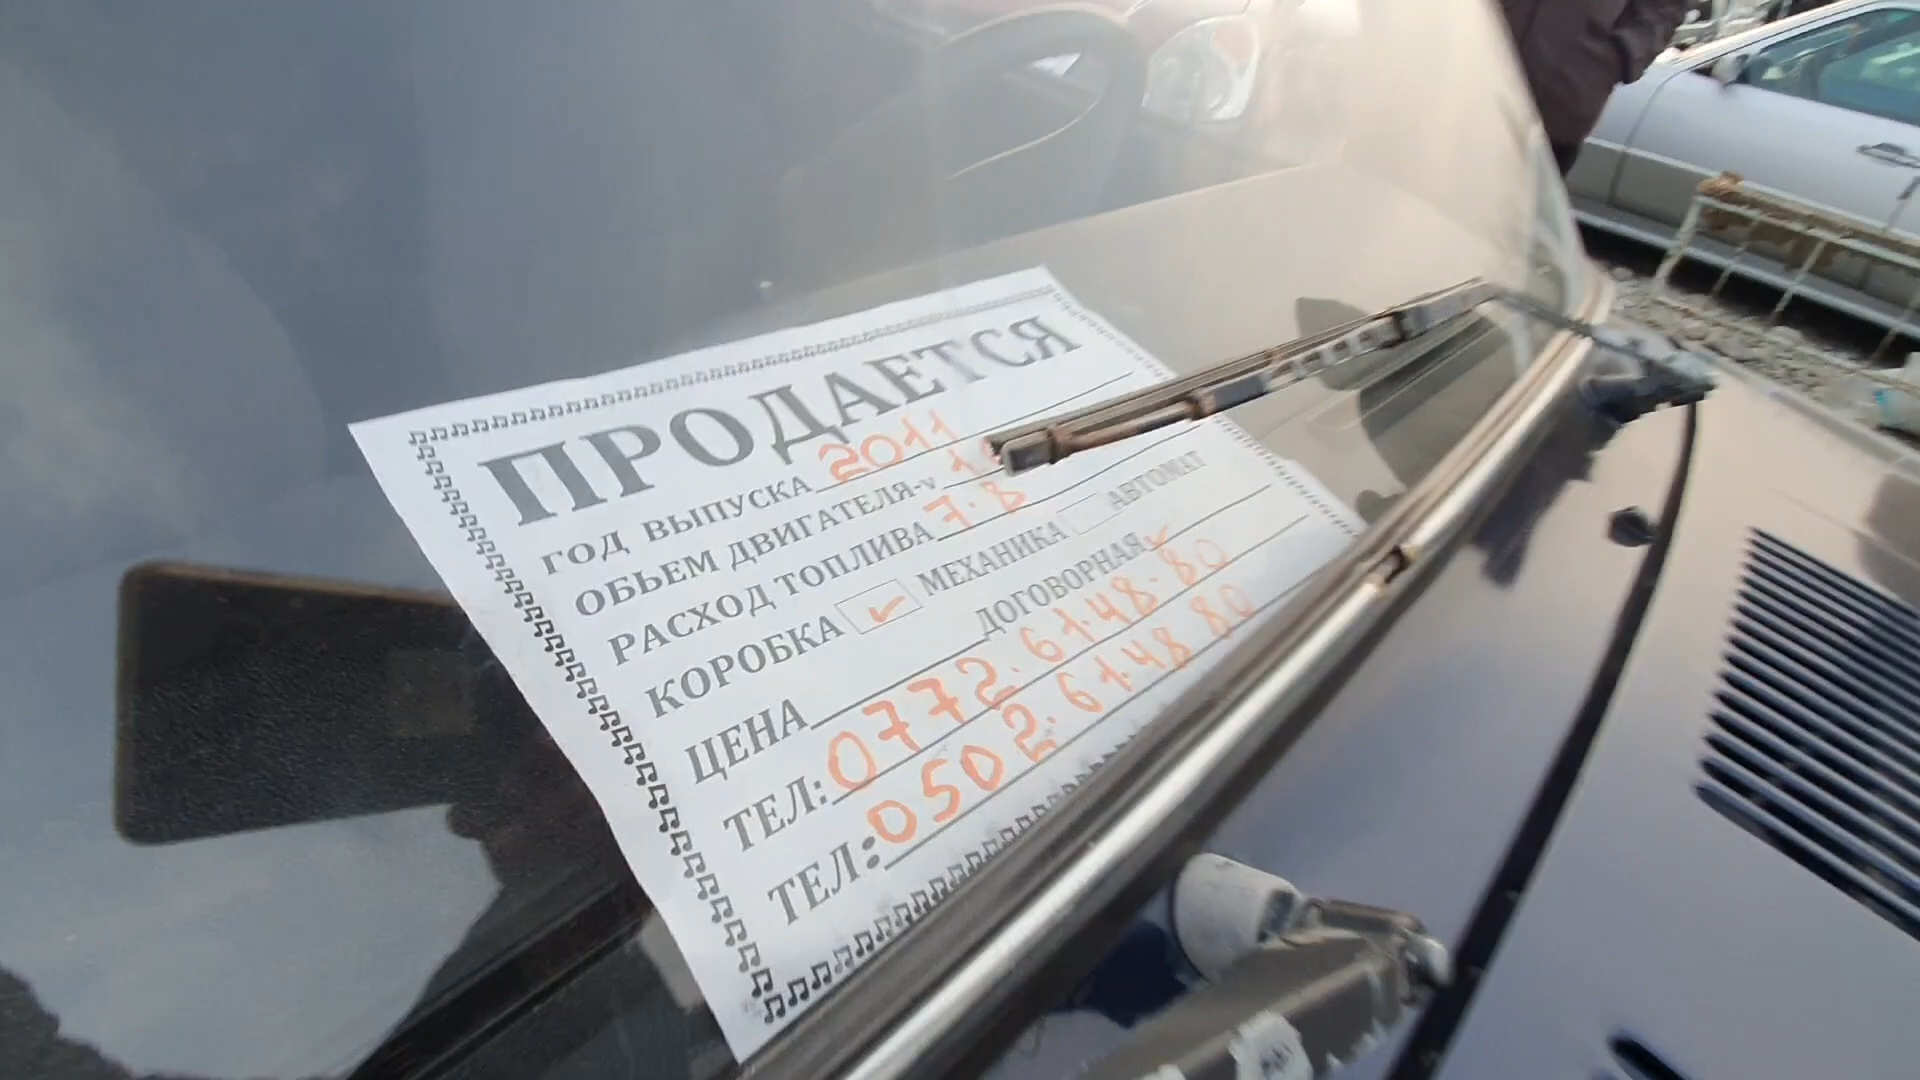 ПРОДАЕТСЯ
ГОД ВЫПУСКА 2011
ОБЬЕМ ДВИГАТЕЛЯ-v
РАСХОД ТОПЛИВА 7.8
КОРОБКА ✓ МЕХАНИКА АВТОМАТ
ЦЕНА ДОГОВОРНАЯ ✓
ТЕЛ: 0772.61.48.80
ТЕЛ: 0502.61.48 80